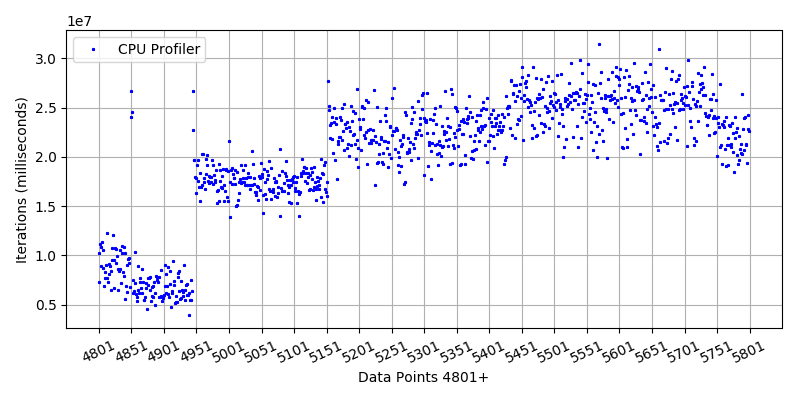 1e7
CPU Profiler
3.0
2.5
2.0
1.5
1.0
0.5
Iterations (milliseconds)
4801 4851 4901 4951 5001 5051 5101 5151 5201 5251 5301 5351 5401 5451 5501 5551 5601 5651 5701 5751 5801
Data Points 4801+